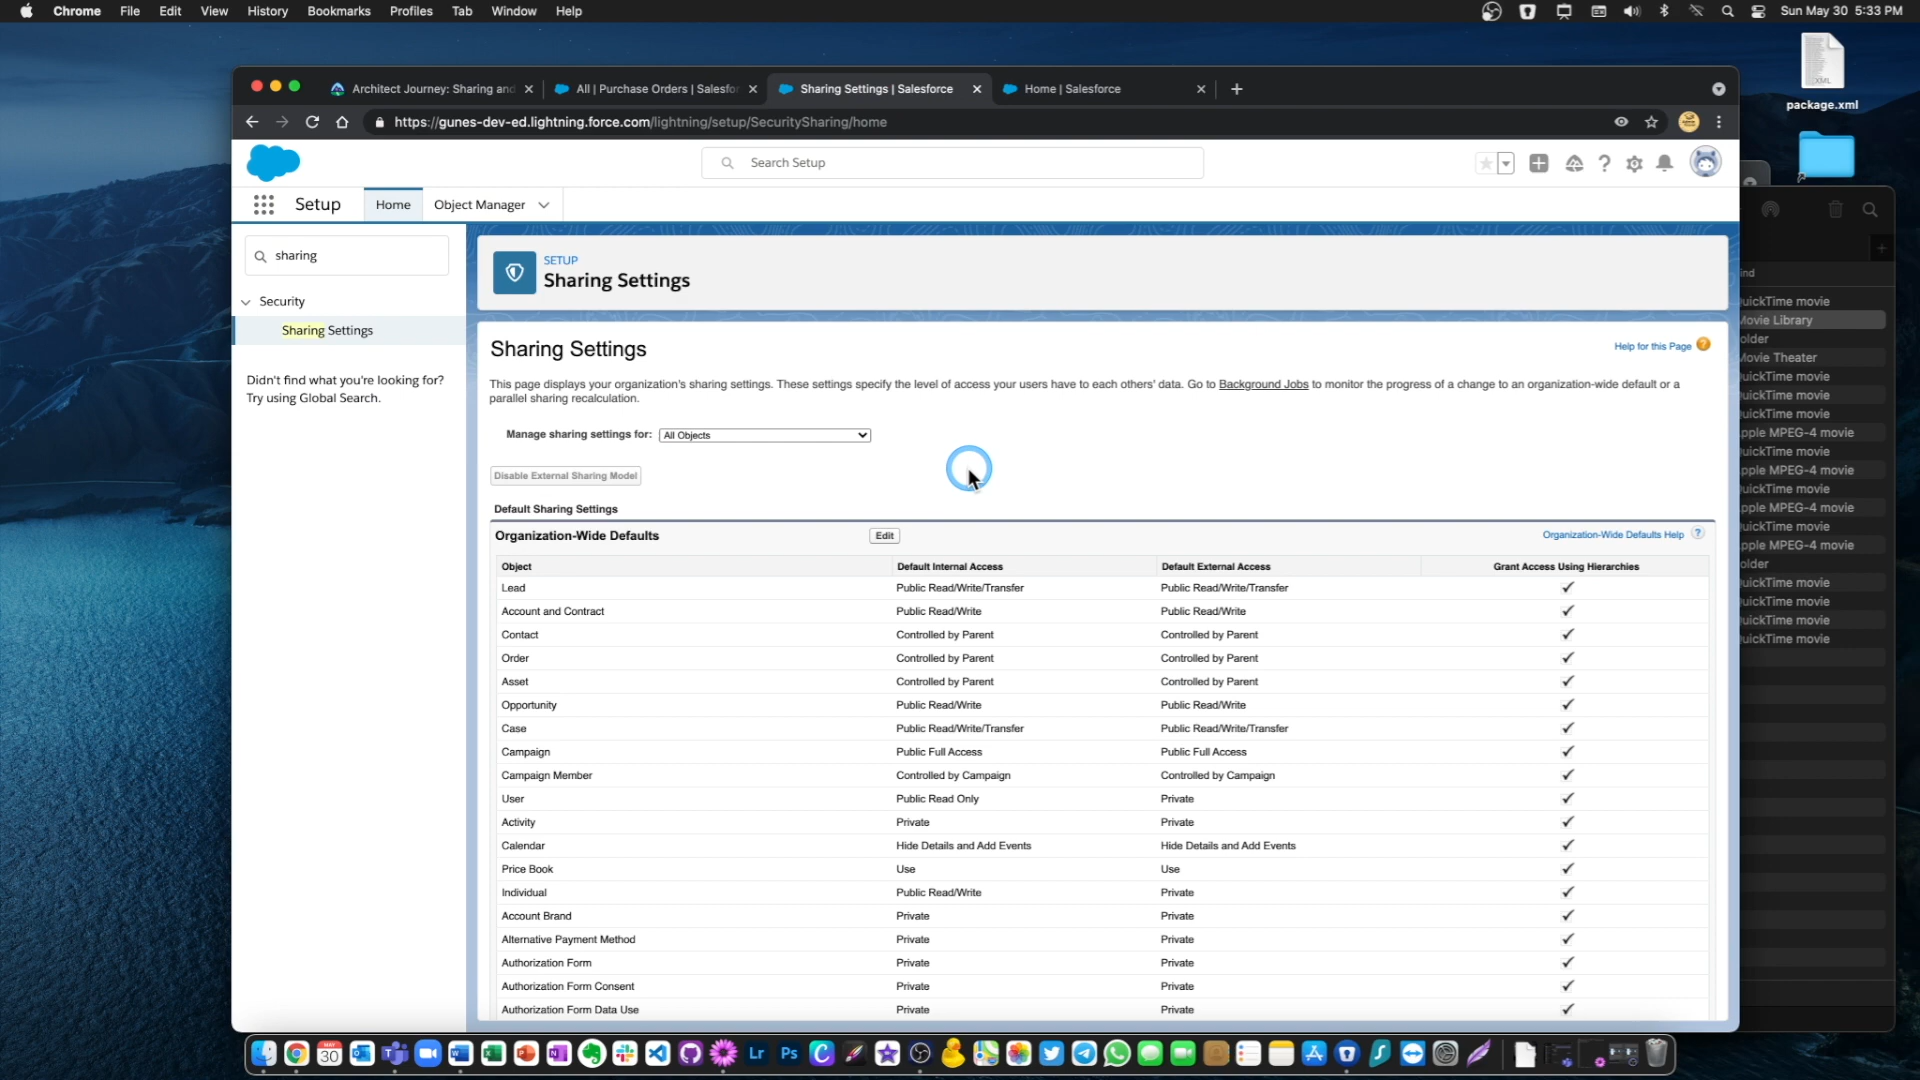 Chrome File Edit View History Bookmarks Profiles Tab Window Help
Sun May 30 5:33 PM
XML
package.xml
Architect Journey: Sharing and
All | Purchase Orders | Salesfor
Sharing Settings | Salesforce
Home | Salesforce
https://gunes-dev-ed.lightning.force.com/lightning/setup/SecuritySharing/home
Search Setup
Setup
Home
Object Manager
sharing
Security
Sharing Settings
Didn't find what you're looking for?
Try using Global Search.
SETUP
Sharing Settings
Sharing Settings
Help for this Page
This page displays your organization's sharing settings. These settings specify the level of access your users have to each others' data. Go to Background Jobs to monitor the progress of a change to an organization-wide default or a
parallel sharing recalculation.
Manage sharing settings for: All Objects
Disable External Sharing Model
Default Sharing Settings
Organization-Wide Defaults Edit Organization-Wide Defaults Help ?
Object Default Internal Access Default External Access Grant Access Using Hierarchies
Lead Public Read/Write/Transfer Public Read/Write/Transfer
Account and Contract Public Read/Write Public Read/Write
Contact Controlled by Parent Controlled by Parent
Order Controlled by Parent Controlled by Parent
Asset Controlled by Parent Controlled by Parent
Opportunity Public Read/Write Public Read/Write
Case Public Read/Write/Transfer Public Read/Write/Transfer
Campaign Public Full Access Public Full Access
Campaign Member Controlled by Campaign Controlled by Campaign
User Public Read Only Private
Activity Private Private
Calendar Hide Details and Add Events Hide Details and Add Events
Price Book Use Use
Individual Public Read/Write Private
Account Brand Private Private
Alternative Payment Method Private Private
Authorization Form Private Private
Authorization Form Consent Private Private
Authorization Form Data Use Private Private
ind
uickTime movie
Movie Library
older
Movie Theater
uickTime movie
uickTime movie
uickTime movie
pple MPEG-4 movie
uickTime movie
pple MPEG-4 movie
uickTime movie
pple MPEG-4 movie
uickTime movie
pple MPEG-4 movie
older
uickTime movie
uickTime movie
uickTime movie
uickTime movie
MAY
30
Lr
Ps